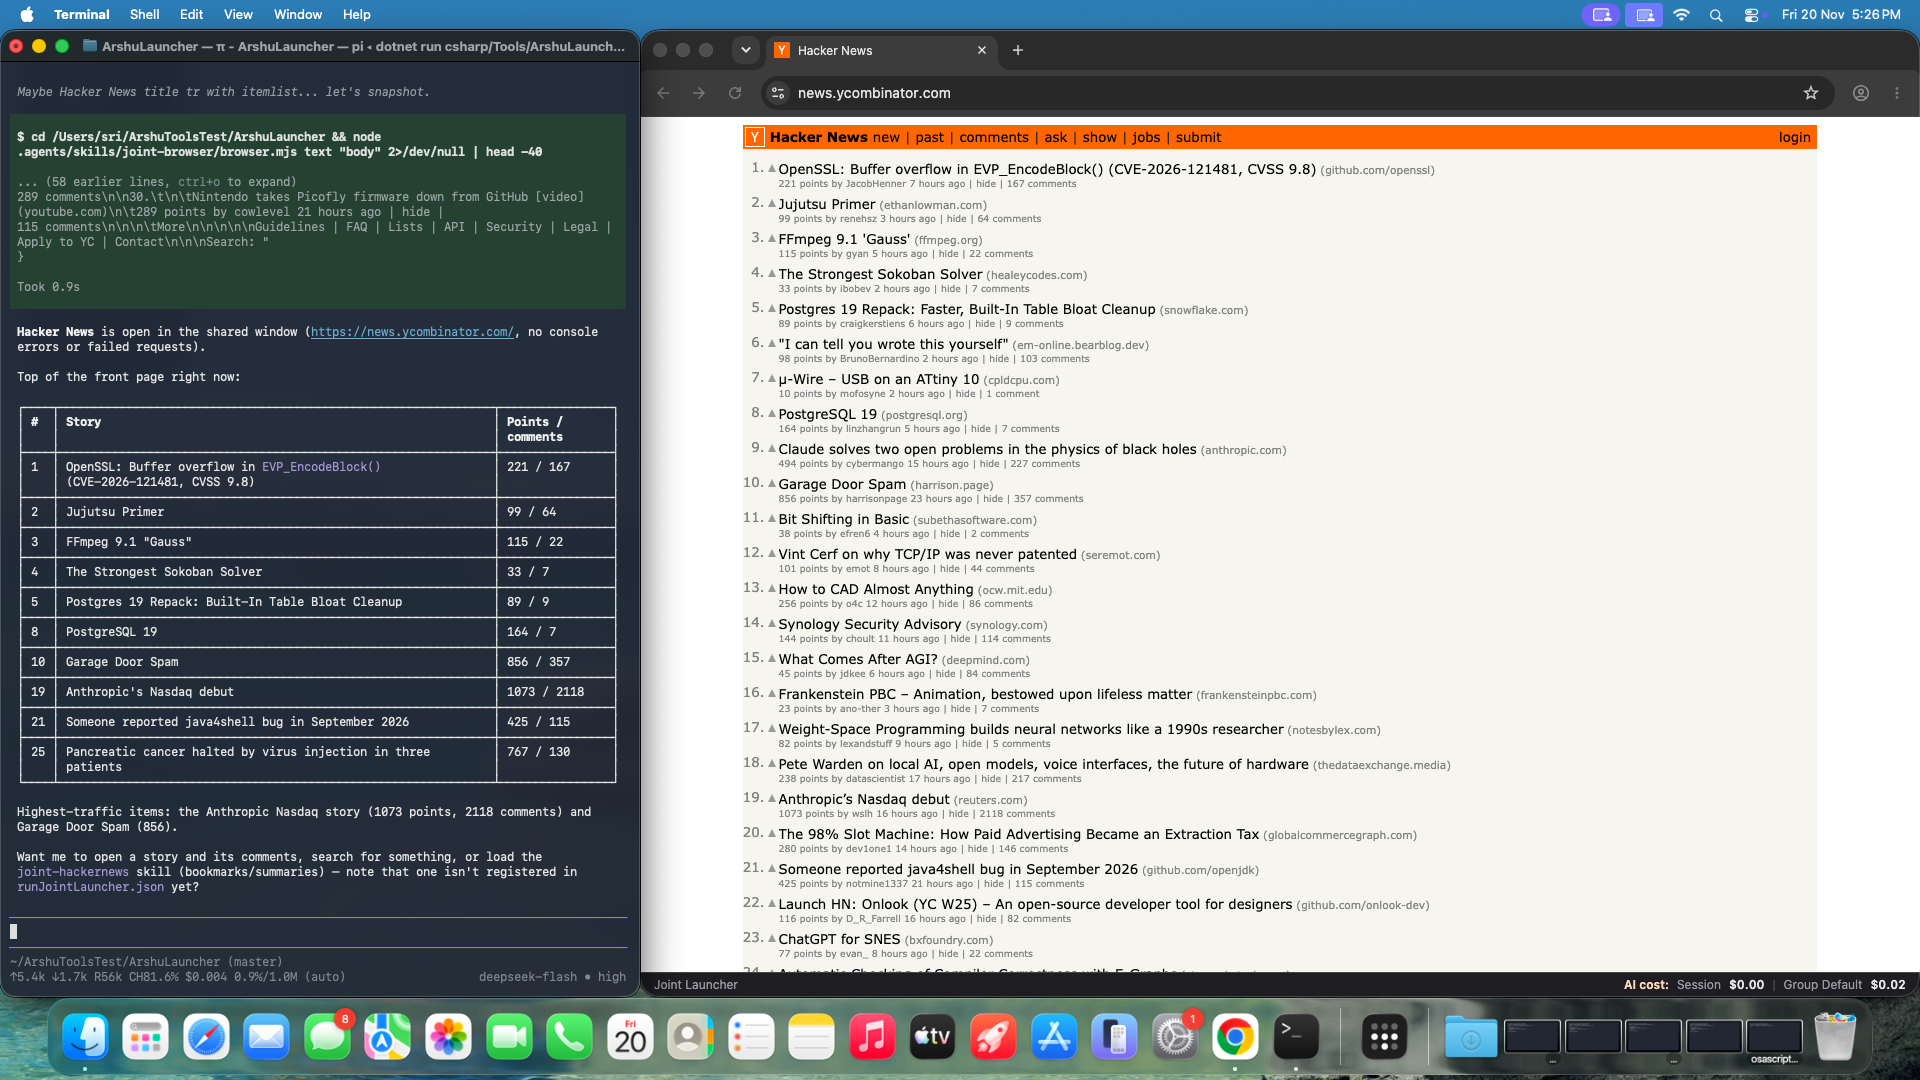 Terminal Shell Edit View Window Help
Fri 20 Nov 5:26 PM
ArshuLauncher — π - ArshuLauncher — pi ◂ dotnet run csharp/Tools/ArshuLaunch...
Maybe Hacker News title tr with itemlist... let's snapshot.
$ cd /Users/sri/ArshuToolsTest/ArshuLauncher && node
.agents/skills/joint-browser/browser.mjs text "body" 2>/dev/null | head -40
... (58 earlier lines, ctrl+o to expand)
289 comments\n\n30.\t\n\tNintendo takes Picofly firmware down from GitHub [video]
(youtube.com)\n\t289 points by cowlevel 21 hours ago | hide |
115 comments\n\n\n\tMore\n\n\n\n\nGuidelines | FAQ | Lists | API | Security | Legal |
Apply to YC | Contact\n\n\nSearch: "
}
Took 0.9s
Hacker News is open in the shared window (https://news.ycombinator.com/, no console
errors or failed requests).
Top of the front page right now:
# Story Points /
comments
1 OpenSSL: Buffer overflow in EVP_EncodeBlock() 221 / 167
(CVE-2026-121481, CVSS 9.8)
2 Jujutsu Primer 99 / 64
3 FFmpeg 9.1 "Gauss" 115 / 22
4 The Strongest Sokoban Solver 33 / 7
5 Postgres 19 Repack: Built-In Table Bloat Cleanup 89 / 9
8 PostgreSQL 19 164 / 7
10 Garage Door Spam 856 / 357
19 Anthropic's Nasdaq debut 1073 / 2118
21 Someone reported java4shell bug in September 2026 425 / 115
25 Pancreatic cancer halted by virus injection in three 767 / 130
patients
Highest-traffic items: the Anthropic Nasdaq story (1073 points, 2118 comments) and
Garage Door Spam (856).
Want me to open a story and its comments, search for something, or load the
joint-hackernews skill (bookmarks/summaries) — note that one isn't registered in
runJointLauncher.json yet?
~/ArshuToolsTest/ArshuLauncher (master)
↑5.4k ↓1.7k R56k CH81.6% $0.004 0.9%/1.0M (auto) deepseek-flash • high
Hacker News
news.ycombinator.com
Y Hacker News new | past | comments | ask | show | jobs | submit login
1. OpenSSL: Buffer overflow in EVP_EncodeBlock() (CVE-2026-121481, CVSS 9.8) (github.com/openssl)
221 points by JacobHenner 7 hours ago | hide | 167 comments
2. Jujutsu Primer (ethanlowman.com)
99 points by renehsz 3 hours ago | hide | 64 comments
3. FFmpeg 9.1 'Gauss' (ffmpeg.org)
115 points by gyan 5 hours ago | hide | 22 comments
4. The Strongest Sokoban Solver (healeycodes.com)
33 points by ibobev 2 hours ago | hide | 7 comments
5. Postgres 19 Repack: Faster, Built-In Table Bloat Cleanup (snowflake.com)
89 points by craigkerstiens 6 hours ago | hide | 9 comments
6. "I can tell you wrote this yourself" (em-online.bearblog.dev)
98 points by BrunoBernardino 2 hours ago | hide | 103 comments
7. μ-Wire – USB on an ATtiny 10 (cpldcpu.com)
10 points by mofosyne 2 hours ago | hide | 1 comment
8. PostgreSQL 19 (postgresql.org)
164 points by linzhangrun 5 hours ago | hide | 7 comments
9. Claude solves two open problems in the physics of black holes (anthropic.com)
494 points by cybermango 15 hours ago | hide | 227 comments
10. Garage Door Spam (harrison.page)
856 points by harrisonpage 23 hours ago | hide | 357 comments
11. Bit Shifting in Basic (subethasoftware.com)
38 points by efren6 4 hours ago | hide | 2 comments
12. Vint Cerf on why TCP/IP was never patented (seremot.com)
101 points by emot 8 hours ago | hide | 44 comments
13. How to CAD Almost Anything (ocw.mit.edu)
256 points by o4c 12 hours ago | hide | 86 comments
14. Synology Security Advisory (synology.com)
144 points by choult 11 hours ago | hide | 114 comments
15. What Comes After AGI? (deepmind.com)
45 points by jdkee 6 hours ago | hide | 84 comments
16. Frankenstein PBC – Animation, bestowed upon lifeless matter (frankensteinpbc.com)
23 points by ano-ther 3 hours ago | hide | 7 comments
17. Weight-Space Programming builds neural networks like a 1990s researcher (notesbylex.com)
82 points by lexandstuff 9 hours ago | hide | 5 comments
18. Pete Warden on local AI, open models, voice interfaces, the future of hardware (thedataexchange.media)
238 points by datascientist 17 hours ago | hide | 217 comments
19. Anthropic’s Nasdaq debut (reuters.com)
1073 points by wslh 16 hours ago | hide | 2118 comments
20. The 98% Slot Machine: How Paid Advertising Became an Extraction Tax (globalcommercegraph.com)
280 points by dev1one1 14 hours ago | hide | 146 comments
21. Someone reported java4shell bug in September 2026 (github.com/openjdk)
425 points by notmine1337 21 hours ago | hide | 115 comments
22. Launch HN: Onlook (YC W25) – An open-source developer tool for designers (github.com/onlook-dev)
116 points by D_R_Farrell 16 hours ago | hide | 82 comments
23. ChatGPT for SNES (bxfoundry.com)
77 points by evan_ 8 hours ago | hide | 22 comments
Joint Launcher AI cost: Session $0.00 | Group Default $0.02
8
Fri
20
tv
1
osascript...